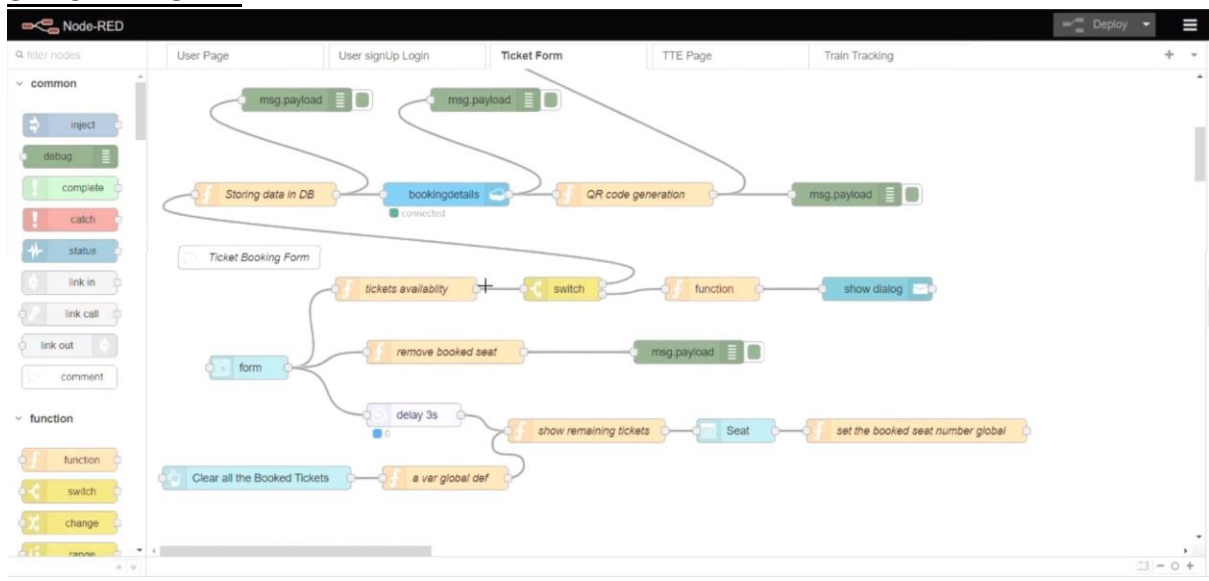 Node-RED
Deploy
filter nodes
User Page
User signUp Login
Ticket Form
TTE Page
Train Tracking
common
inject
debug
complete
catch
status
link in
link call
link out
comment
function
function
switch
change
range
msg.payload
msg.payload
Storing data in DB
bookingdetails
connected
QR code generation
msg.payload
Ticket Booking Form
tickets availablity
switch
function
show dialog
remove booked seat
msg.payload
form
delay 3s
0
show remaining tickets
Seat
set the booked seat number global
Clear all the Booked Tickets
a var global def